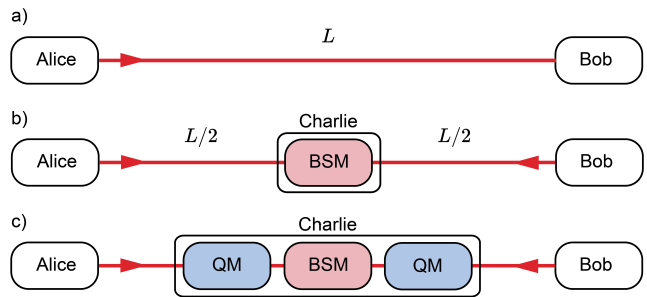 a)
Alice
L
Bob
b)
Charlie
Alice
L/2
BSM
L/2
Bob
c)
Charlie
Alice
QM
BSM
QM
Bob